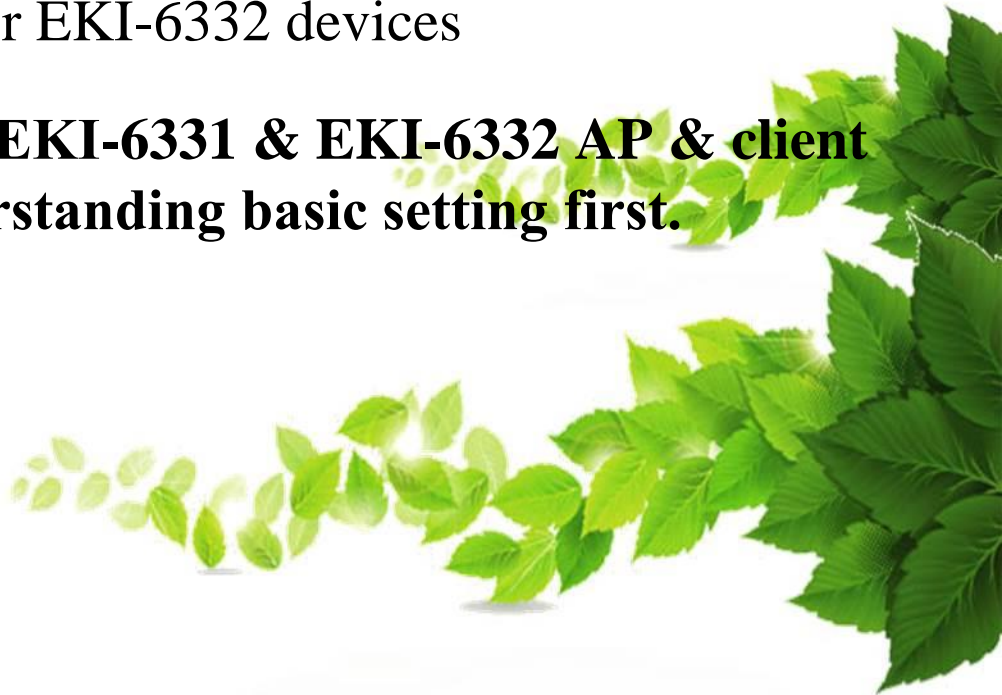 r EKI-6332 devices
EKI-6331 & EKI-6332 AP & client
rstanding basic setting first.